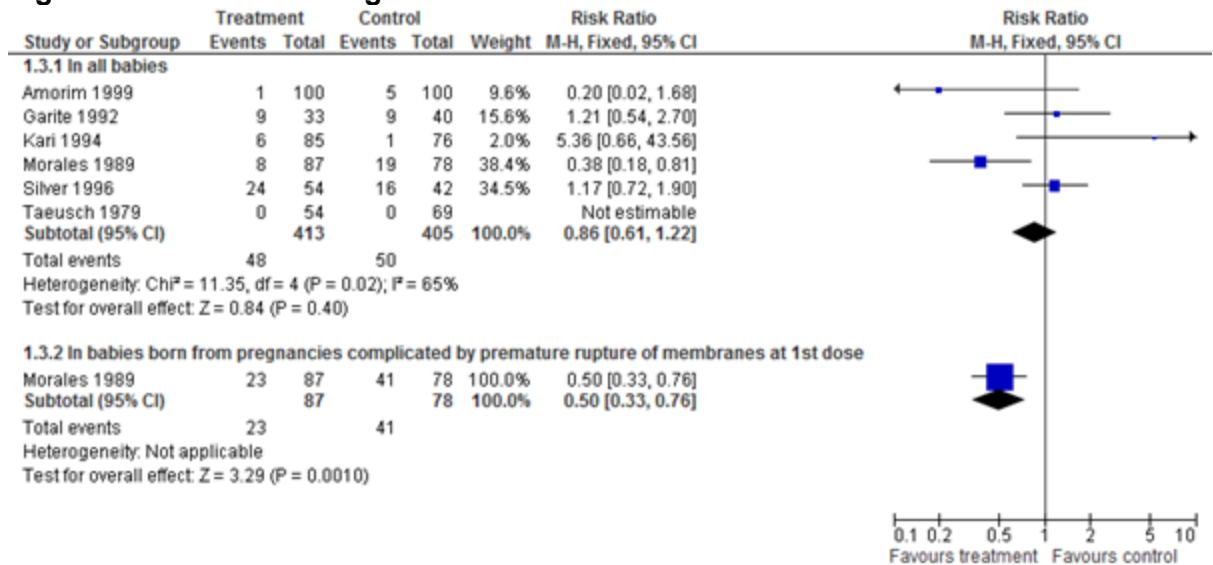 Treatment Control Risk Ratio Risk Ratio
Study or Subgroup Events Total Events Total Weight M-H, Fixed, 95% CI M-H, Fixed, 95% CI
1.3.1 In all babies
Amorim 1999 1 100 5 100 9.6% 0.20 [0.02, 1.68]
Garite 1992 9 33 9 40 15.6% 1.21 [0.54, 2.70]
Kari 1994 6 85 1 76 2.0% 5.36 [0.66, 43.56]
Morales 1989 8 87 19 78 38.4% 0.38 [0.18, 0.81]
Silver 1996 24 54 16 42 34.5% 1.17 [0.72, 1.90]
Taeusch 1979 0 54 0 69 Not estimable
Subtotal (95% CI) 413 405 100.0% 0.86 [0.61, 1.22]
Total events 48 50
Heterogeneity: Chi² = 11.35, df = 4 (P = 0.02); I² = 65%
Test for overall effect: Z = 0.84 (P = 0.40)
1.3.2 In babies born from pregnancies complicated by premature rupture of membranes at 1st dose
Morales 1989 23 87 41 78 100.0% 0.50 [0.33, 0.76]
Subtotal (95% CI) 87 78 100.0% 0.50 [0.33, 0.76]
Total events 23 41
Heterogeneity: Not applicable
Test for overall effect: Z = 3.29 (P = 0.0010)
0.1 0.2 0.5 1 2 5 10
Favours treatment Favours control